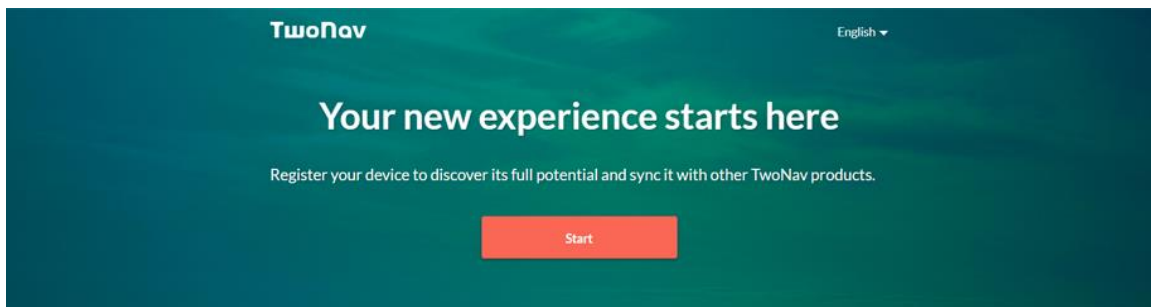 TwoNav
English
Your new experience starts here
Register your device to discover its full potential and sync it with other TwoNav products.
Start